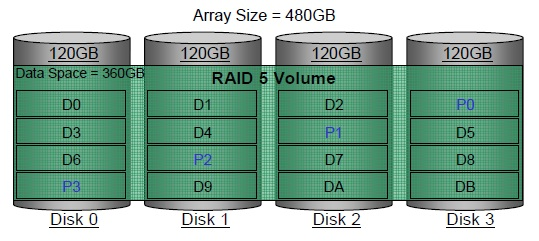 Array Size = 480GB
120GB 120GB 120GB 120GB
Data Space = 360GB RAID 5 Volume
D0 D1 D2 P0
D3 D4 P1 D5
D6 P2 D7 D8
P3 D9 DA DB
Disk 0 Disk 1 Disk 2 Disk 3